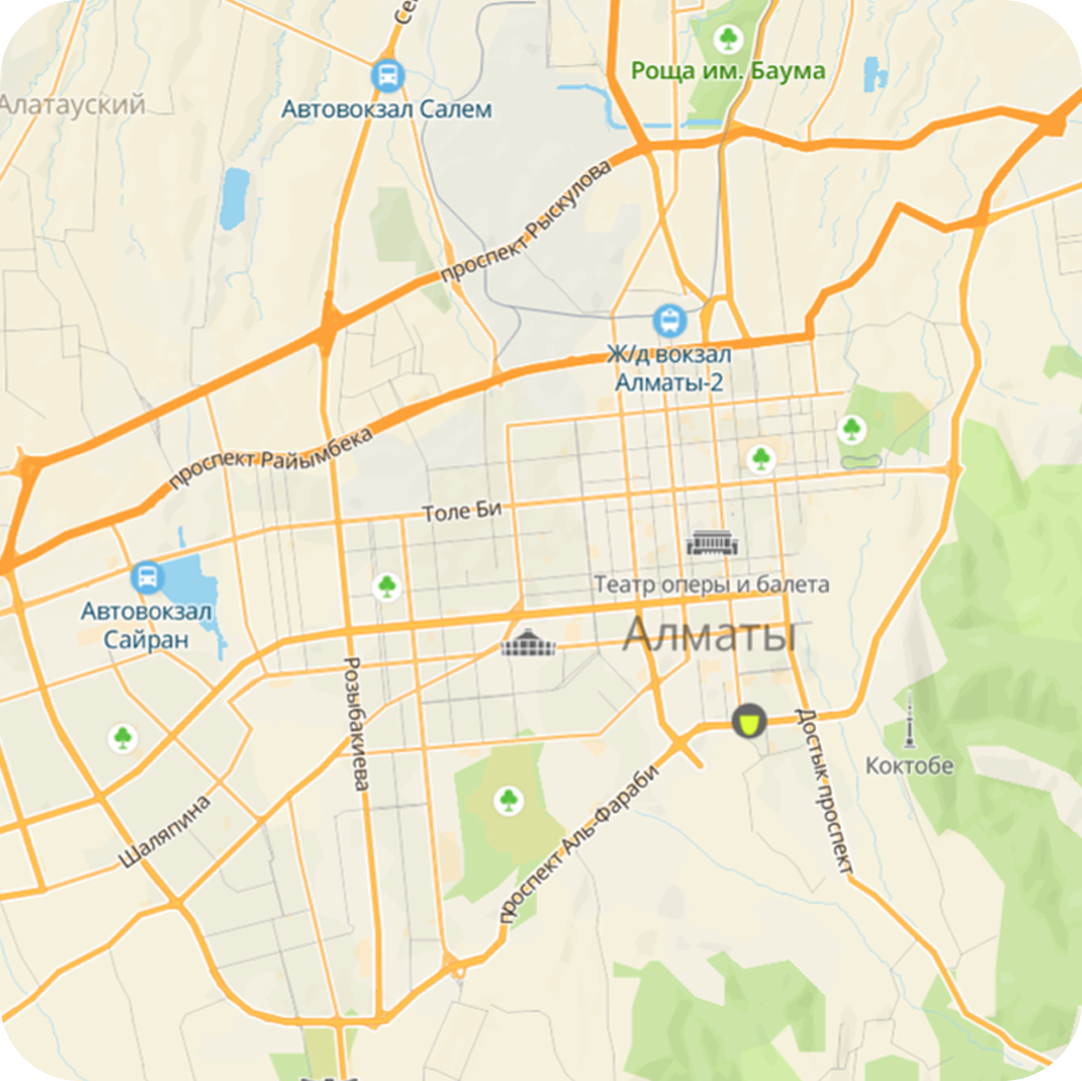 Роща им. Баума
Алатауский
Автовокзал Салем
проспект Рыскулова
Ж/д вокзал
Алматы-2
проспект Райымбека
Толе Би
Театр оперы и балета
Автовокзал
Сайран
Алматы
Розыбакиева
Достык проспект
Коктобе
Шаляпина
проспект Аль-Фараби